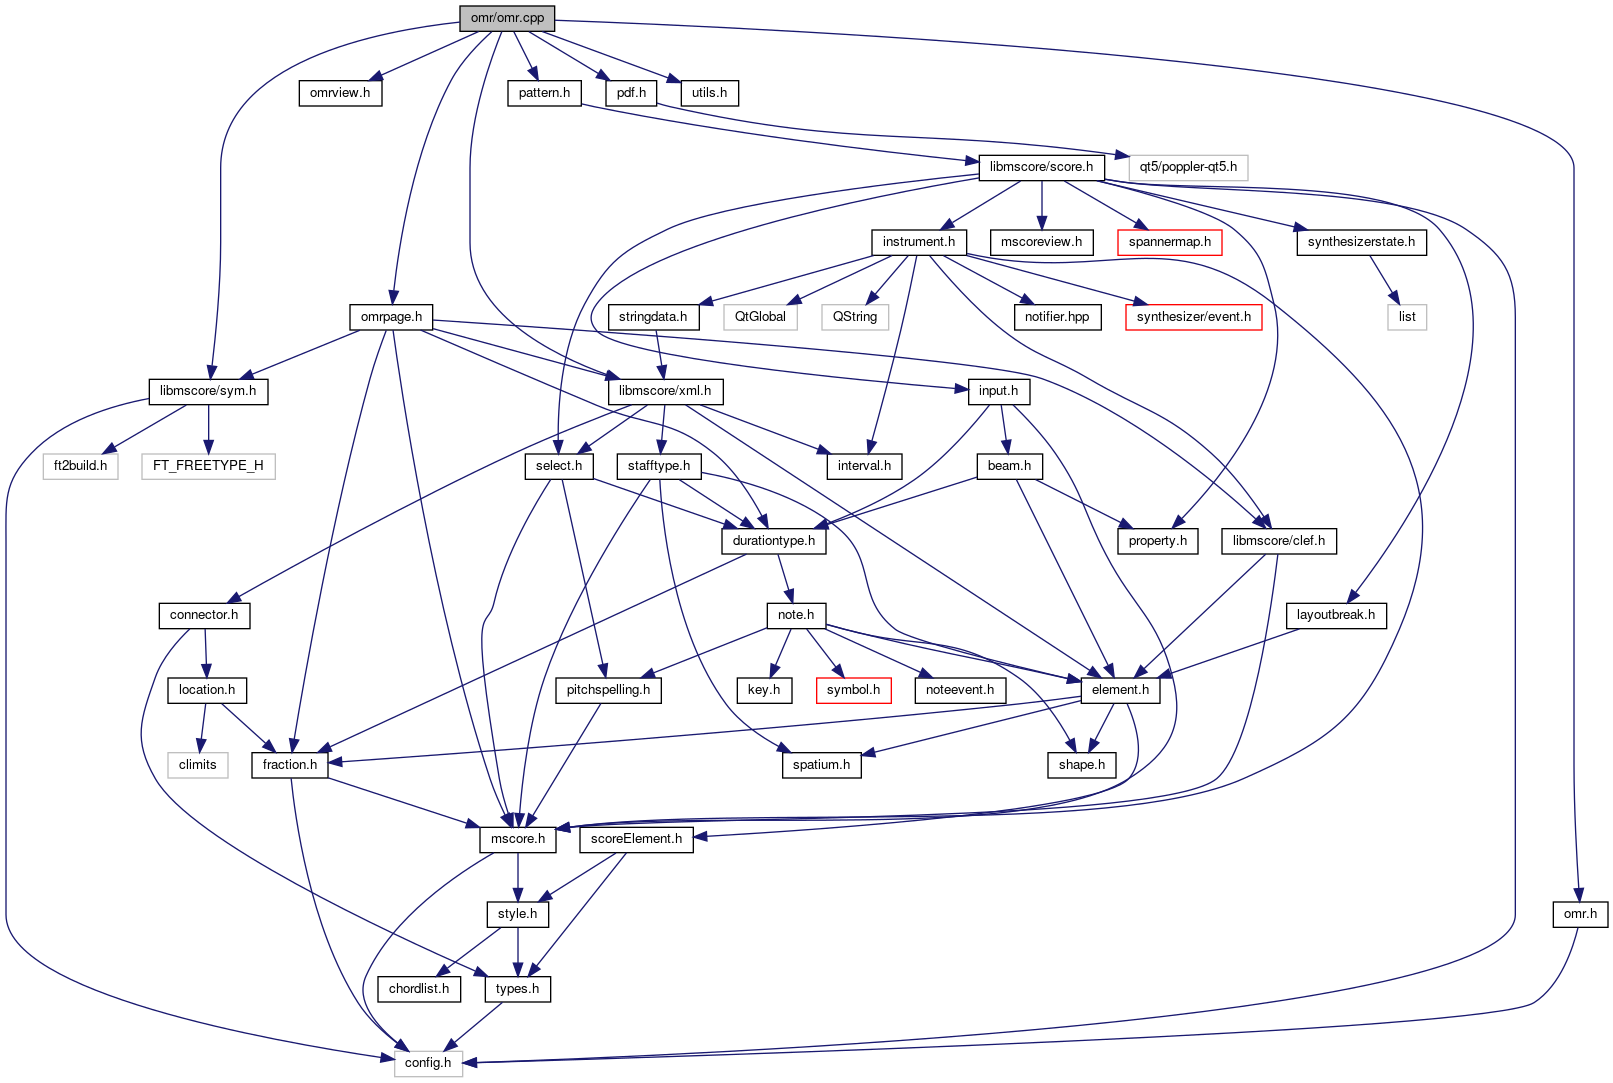 omr/omr.cpp
omrview.h
pattern.h
pdf.h
utils.h
libmscore/score.h
qt5/poppler-qt5.h
instrument.h
mscoreview.h
spannermap.h
synthesizerstate.h
omrpage.h
stringdata.h
QtGlobal
QString
notifier.hpp
synthesizer/event.h
list
libmscore/sym.h
libmscore/xml.h
input.h
ft2build.h
FT_FREETYPE_H
select.h
stafftype.h
interval.h
beam.h
durationtype.h
property.h
libmscore/clef.h
connector.h
note.h
layoutbreak.h
location.h
pitchspelling.h
key.h
symbol.h
noteevent.h
element.h
climits
fraction.h
spatium.h
shape.h
mscore.h
scoreElement.h
style.h
omr.h
chordlist.h
types.h
config.h